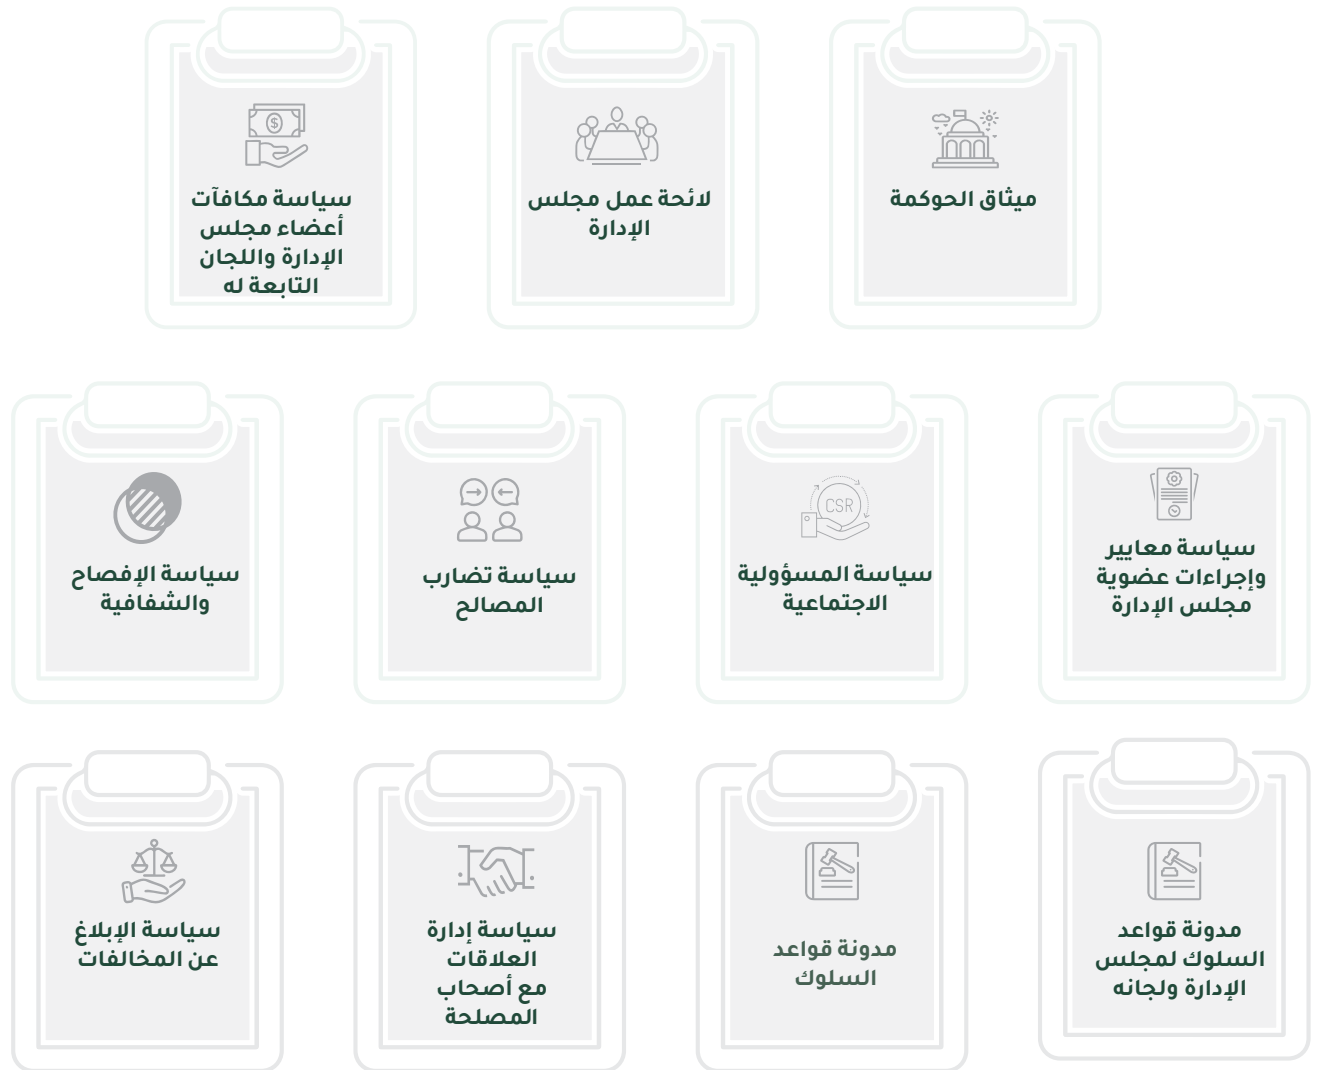 ميثاق الحوكمة
لائحة عمل مجلس
الإدارة
سياسة مكافآت
أعضاء مجلس
الإدارة واللجان
التابعة له
سياسة معايير
وإجراءات عضوية
مجلس الإدارة
CSR
سياسة المسؤولية
الاجتماعية
سياسة تضارب
المصالح
سياسة الإفصاح
والشفافية
مدونة قواعد
السلوك لمجلس
الإدارة ولجانه
مدونة قواعد
السلوك
سياسة إدارة
العلاقات
مع أصحاب
المصلحة
سياسة الإبلاغ
عن المخالفات